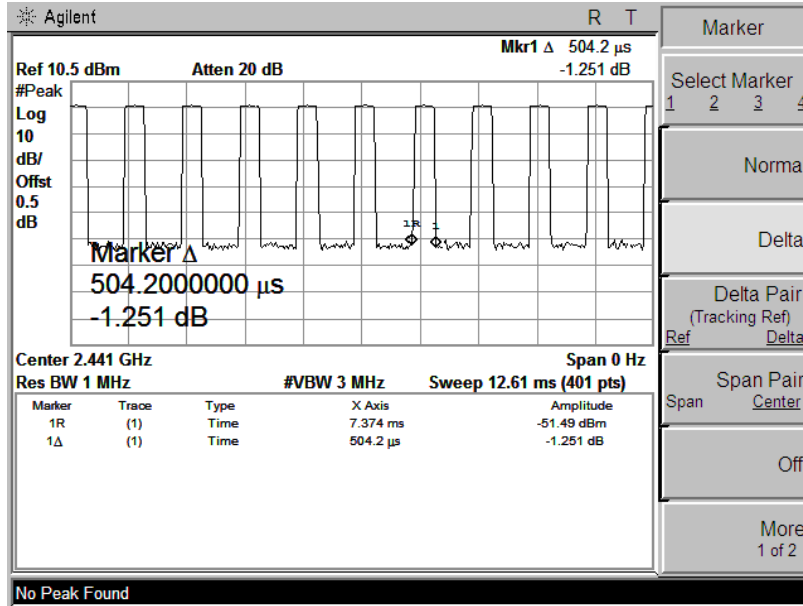 Agilent R T
Mkr1 Δ 504.2 μs
Ref 10.5 dBm Atten 20 dB -1.251 dB
#Peak
Log
10
dB/
Offst
0.5
dB
1R 1
Marker Δ
504.2000000 μs
-1.251 dB
Center 2.441 GHz Span 0 Hz
Res BW 1 MHz #VBW 3 MHz Sweep 12.61 ms (401 pts)
Marker Trace Type X Axis Amplitude
1R (1) Time 7.374 ms -51.49 dBm
1Δ (1) Time 504.2 μs -1.251 dB
No Peak Found
Marker
Select Marker
1 2 3 4
Norma
Delta
Delta Pair
(Tracking Ref)
Ref Delta
Span Pair
Span Center
Off
More
1 of 2